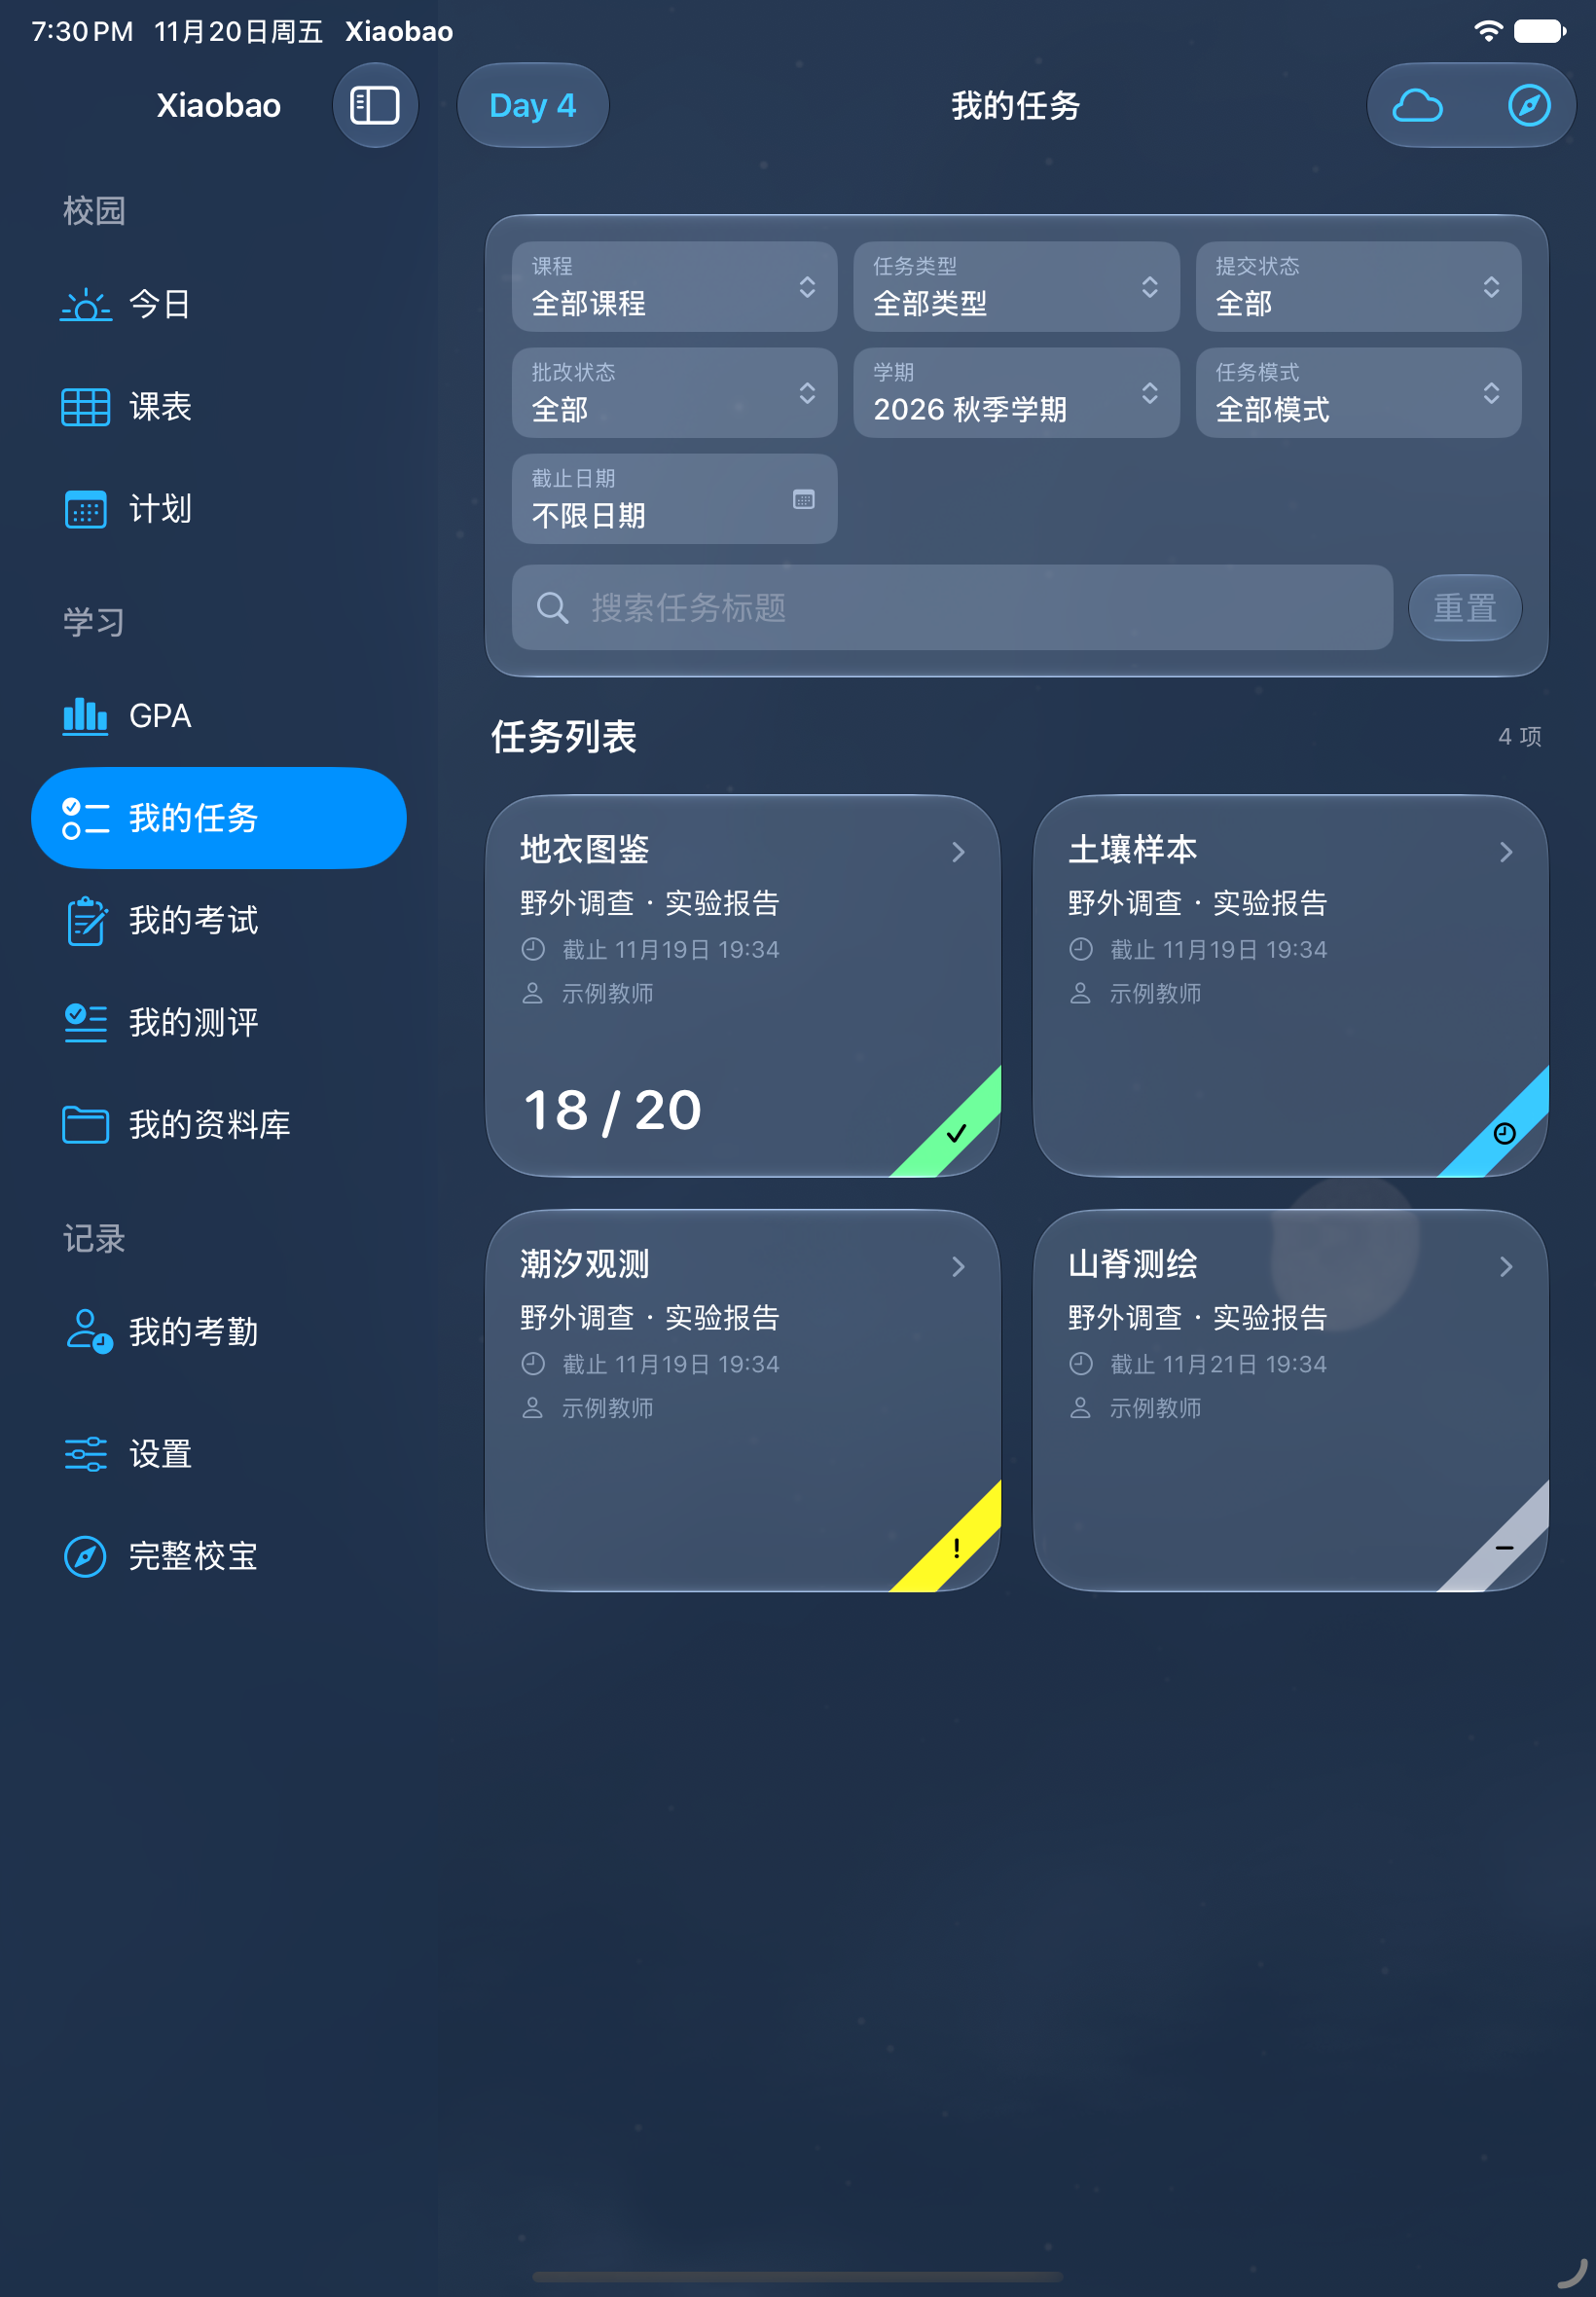 7:30 PM 11月20日周五 Xiaobao
Xiaobao
Day 4
我的任务
校园
今日
课表
计划
学习
GPA
我的任务
我的考试
我的测评
我的资料库
记录
我的考勤
设置
完整校宝
课程
全部课程
任务类型
全部类型
提交状态
全部
批改状态
全部
学期
2026 秋季学期
任务模式
全部模式
截止日期
不限日期
搜索任务标题
重置
任务列表
4 项
地衣图鉴
野外调查 · 实验报告
截止 11月19日 19:34
示例教师
18 / 20
土壤样本
野外调查 · 实验报告
截止 11月19日 19:34
示例教师
潮汐观测
野外调查 · 实验报告
截止 11月19日 19:34
示例教师
山脊测绘
野外调查 · 实验报告
截止 11月21日 19:34
示例教师